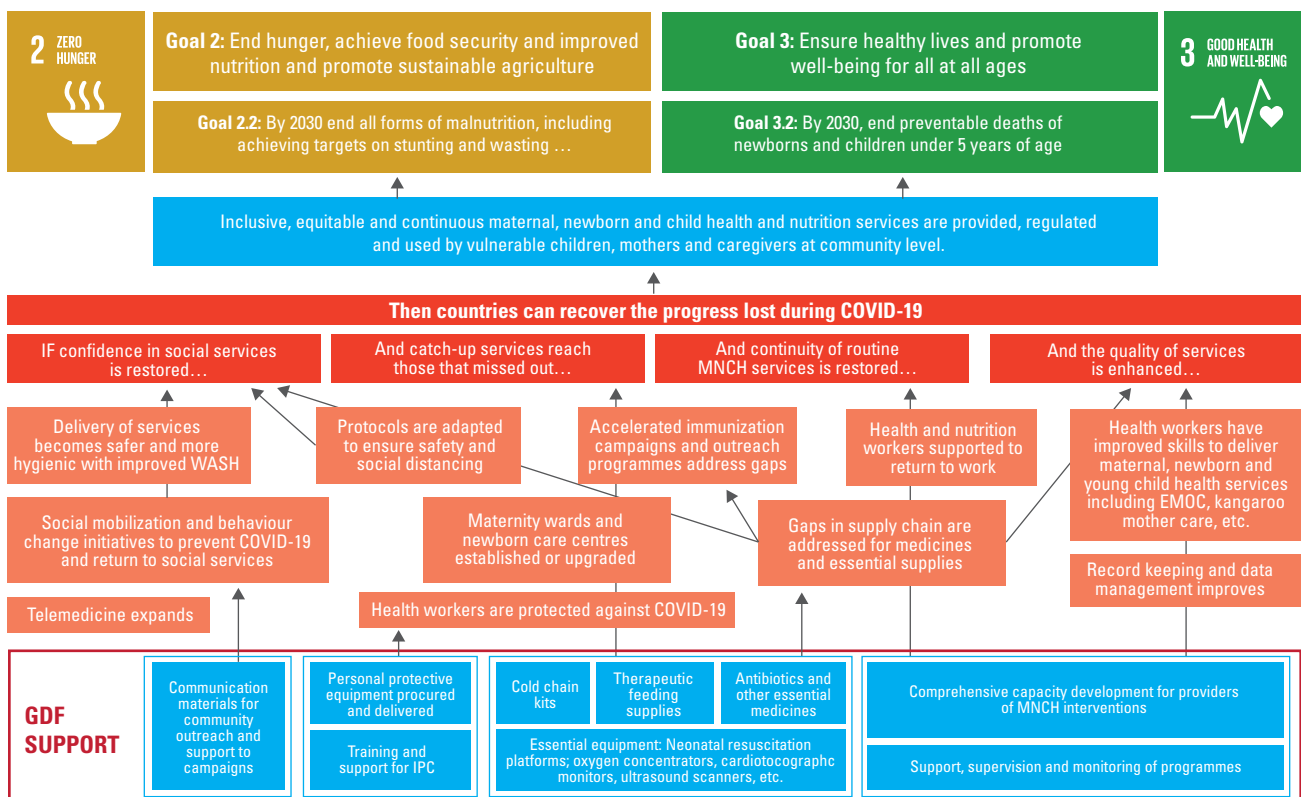 2 ZERO
HUNGER
Goal 2: End hunger, achieve food security and improved
nutrition and promote sustainable agriculture
Goal 3: Ensure healthy lives and promote
well-being for all at all ages
3 GOOD HEALTH
AND WELL-BEING
Goal 2.2: By 2030 end all forms of malnutrition, including
achieving targets on stunting and wasting …
Goal 3.2: By 2030, end preventable deaths of
newborns and children under 5 years of age
Inclusive, equitable and continuous maternal, newborn and child health and nutrition services are provided, regulated
and used by vulnerable children, mothers and caregivers at community level.
Then countries can recover the progress lost during COVID-19
IF confidence in social services
is restored…
And catch-up services reach
those that missed out…
And continuity of routine
MNCH services is restored…
And the quality of services
is enhanced…
Delivery of services
becomes safer and more
hygienic with improved WASH
Protocols are adapted
to ensure safety and
social distancing
Accelerated immunization
campaigns and outreach
programmes address gaps
Health and nutrition
workers supported to
return to work
Health workers have
improved skills to deliver
maternal, newborn and
young child health services
including EMOC, kangaroo
mother care, etc.
Social mobilization and behaviour
change initiatives to prevent COVID-19
and return to social services
Maternity wards and
newborn care centres
established or upgraded
Gaps in supply chain are
addressed for medicines
and essential supplies
Record keeping and data
management improves
Telemedicine expands
Health workers are protected against COVID-19
GDF
SUPPORT
Communication
materials for
community
outreach and
support to
campaigns
Personal protective
equipment procured
and delivered
Training and
support for IPC
Cold chain
kits
Therapeutic
feeding
supplies
Antibiotics and
other essential
medicines
Essential equipment: Neonatal resuscitation
platforms; oxygen concentrators, cardiotocographc
monitors, ultrasound scanners, etc.
Comprehensive capacity development for providers
of MNCH interventions
Support, supervision and monitoring of programmes